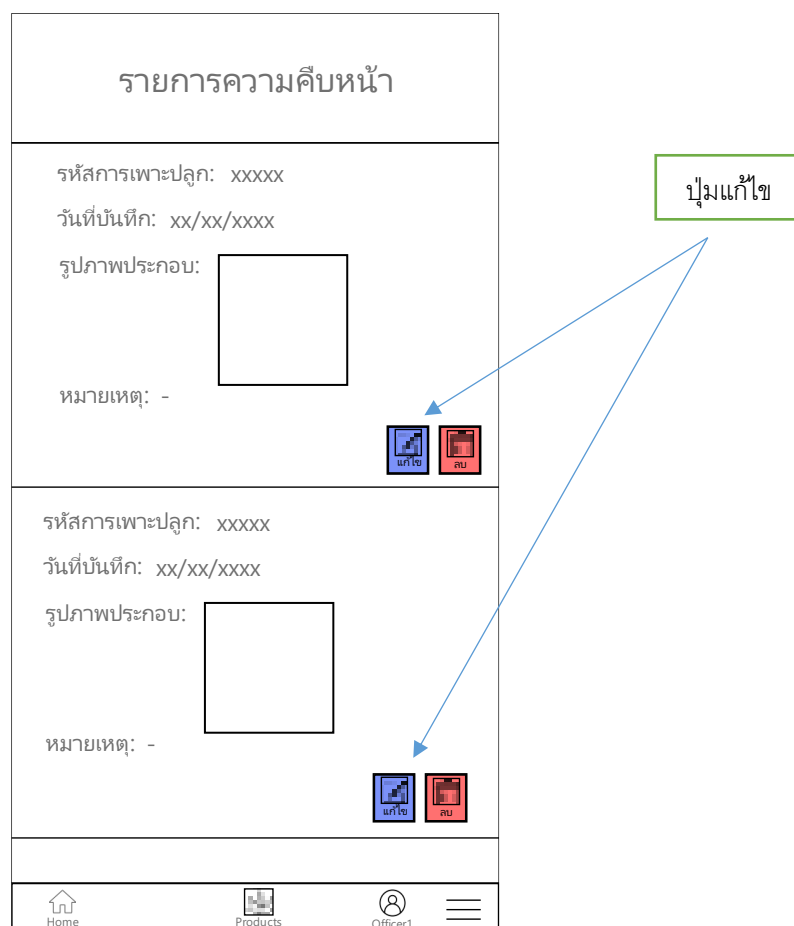 รายการความคืบหน้า
รหัสการเพาะปลูก: xxxxx
วันที่บันทึก: xx/xx/xxxx
รูปภาพประกอบ:
หมายเหตุ: -
แก้ไข ลบ
ปุ่มแก้ไข
รหัสการเพาะปลูก: xxxxx
วันที่บันทึก: xx/xx/xxxx
รูปภาพประกอบ:
หมายเหตุ: -
แก้ไข ลบ
Home Products Officer1